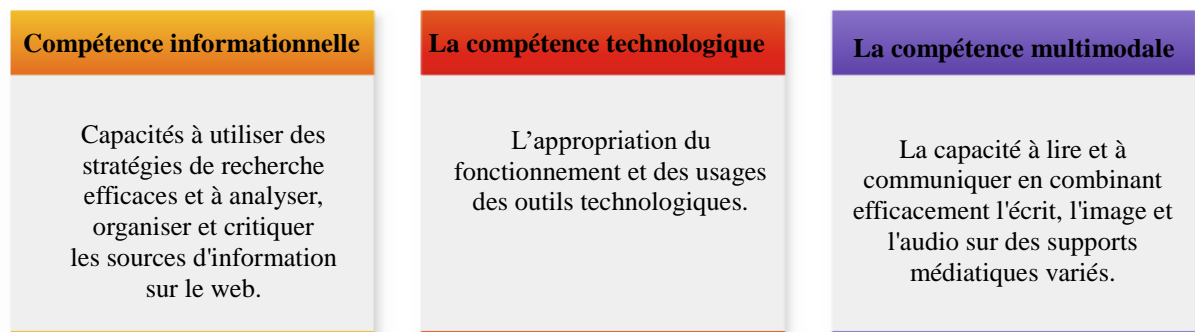 Compétence informationnelle
Capacités à utiliser des
stratégies de recherche
efficaces et à analyser,
organiser et critiquer
les sources d'information
sur le web.
La compétence technologique
L’appropriation du
fonctionnement et des usages
des outils technologiques.
La compétence multimodale
La capacité à lire et à
communiquer en combinant
efficacement l'écrit, l'image et
l'audio sur des supports
médiatiques variés.